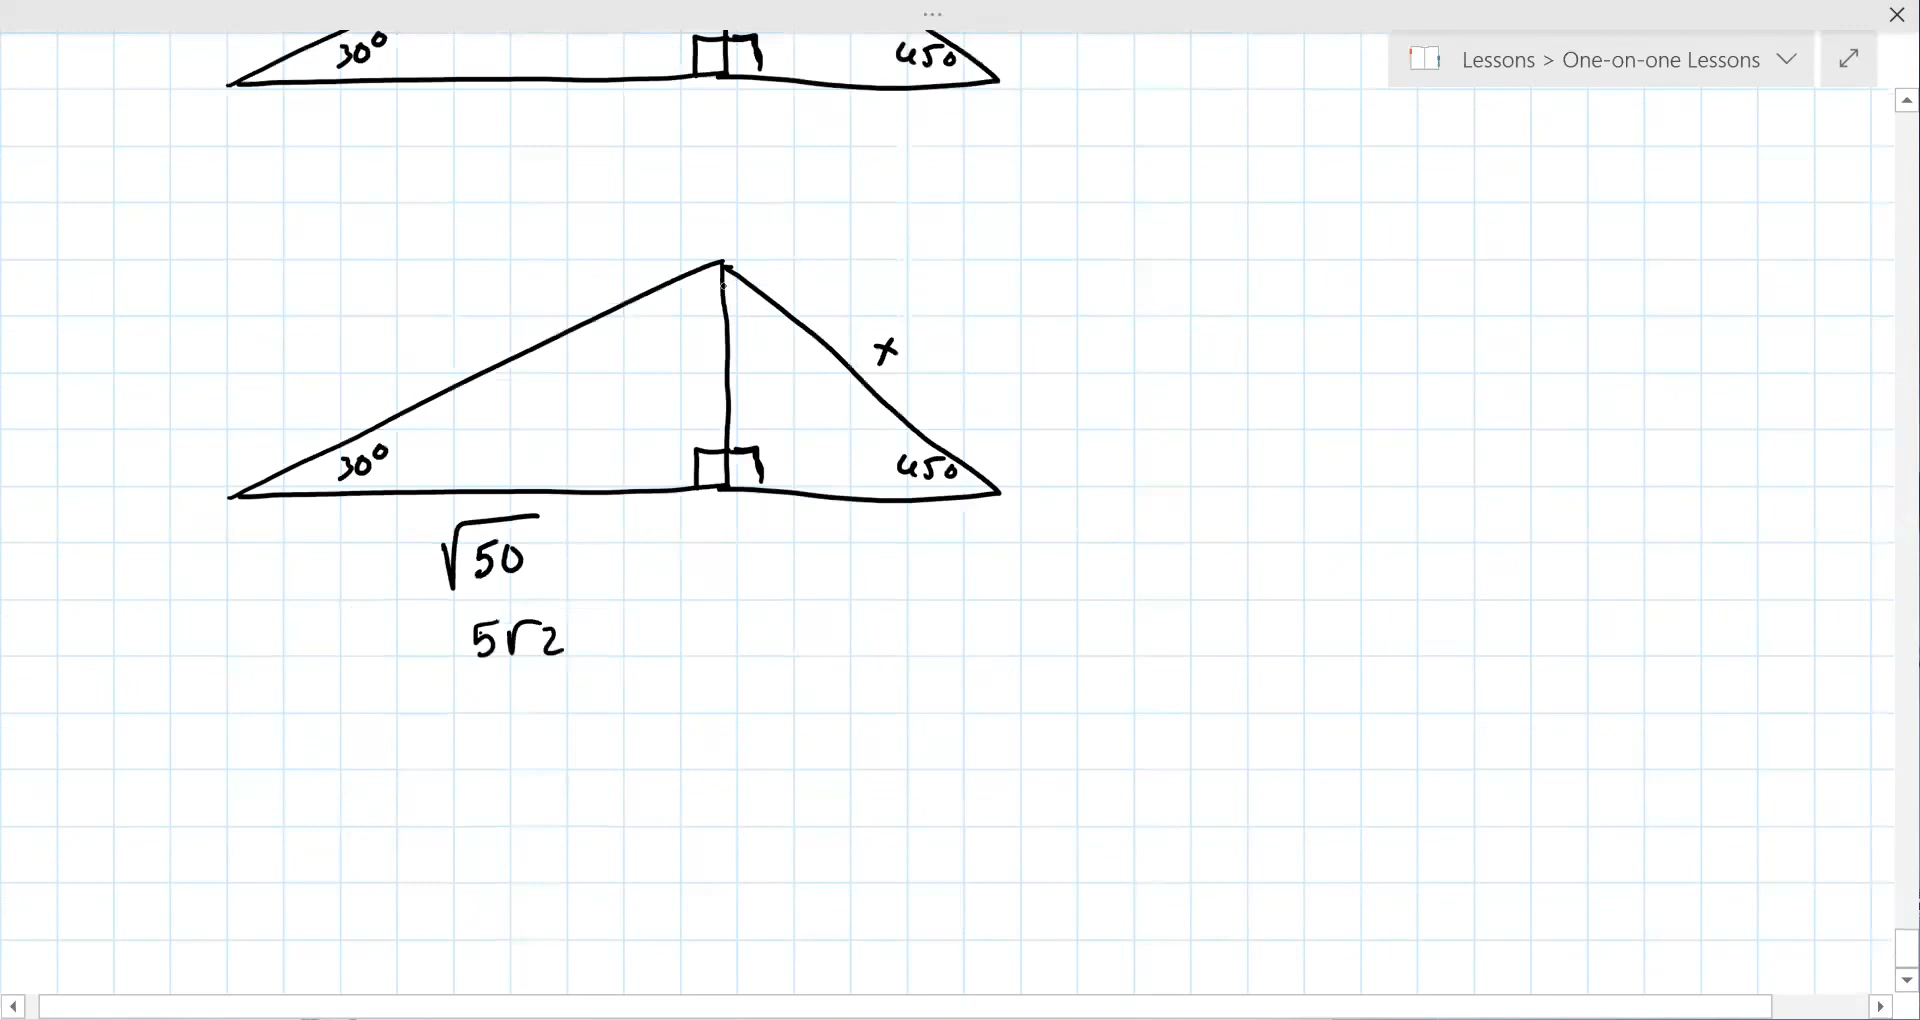 ...
Lessons > One-on-one Lessons
30° 45°
x
30° 45°
√50
5√2